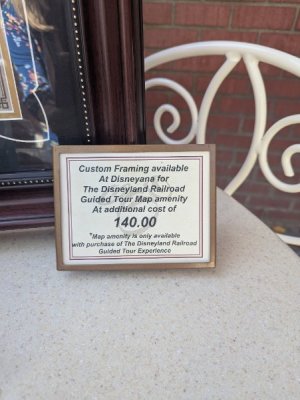 Custom Framing available
At Disneyana for
The Disneyland Railroad
Guided Tour Map amenity
At additional cost of
140.00
*Map amenity is only available
with purchase of The Disneyland Railroad
Guided Tour Experience